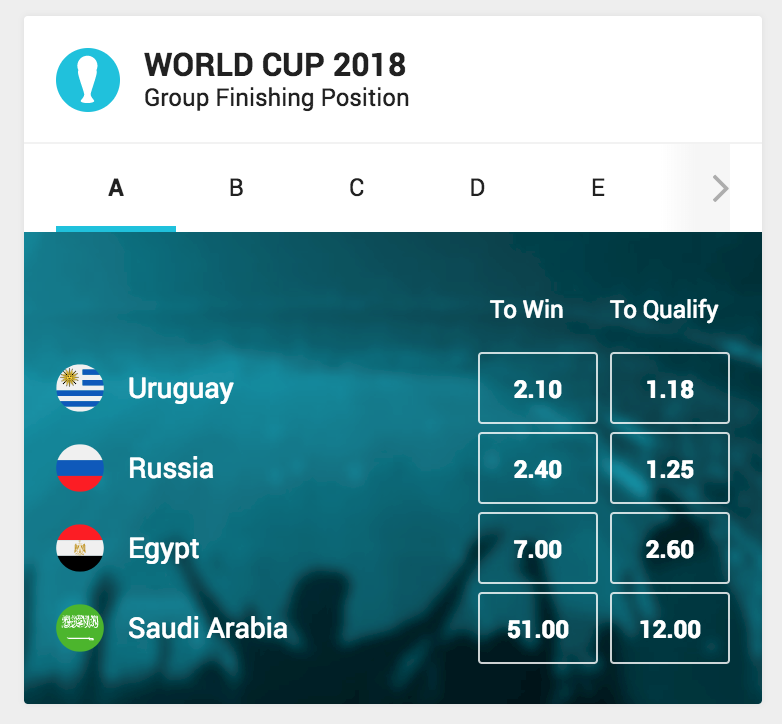 WORLD CUP 2018
Group Finishing Position
A B C D E
To Win To Qualify
Uruguay 2.10 1.18
Russia 2.40 1.25
Egypt 7.00 2.60
Saudi Arabia 51.00 12.00